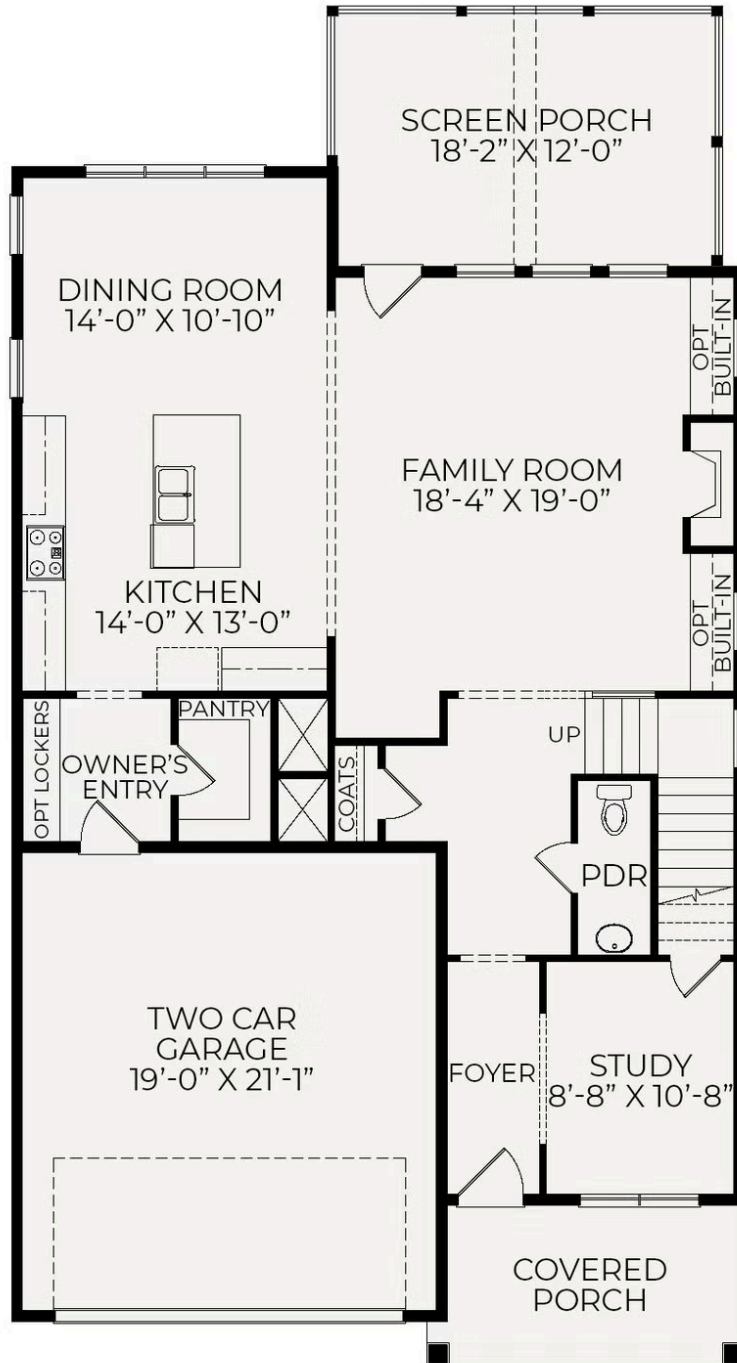 SCREEN PORCH
18'-2" X 12'-0"
DINING ROOM
14'-0" X 10'-10"
OPT
BUILT-IN
FAMILY ROOM
18'-4" X 19'-0"
KITCHEN
14'-0" X 13'-0"
OPT
BUILT-IN
OPT LOCKERS
OWNER'S
ENTRY
PANTRY
COATS
UP
PDR
TWO CAR
GARAGE
19'-0" X 21'-1"
FOYER
STUDY
8'-8" X 10'-8"
COVERED
PORCH